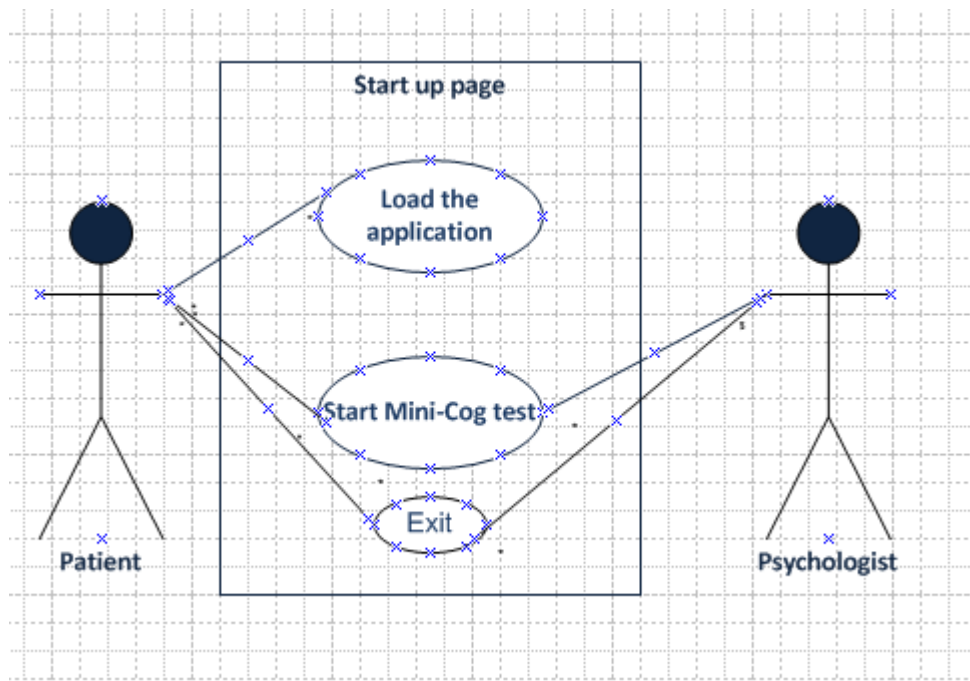 Start up page
Load the
application
Start Mini-Cog test
Exit
Patient
Psychologist